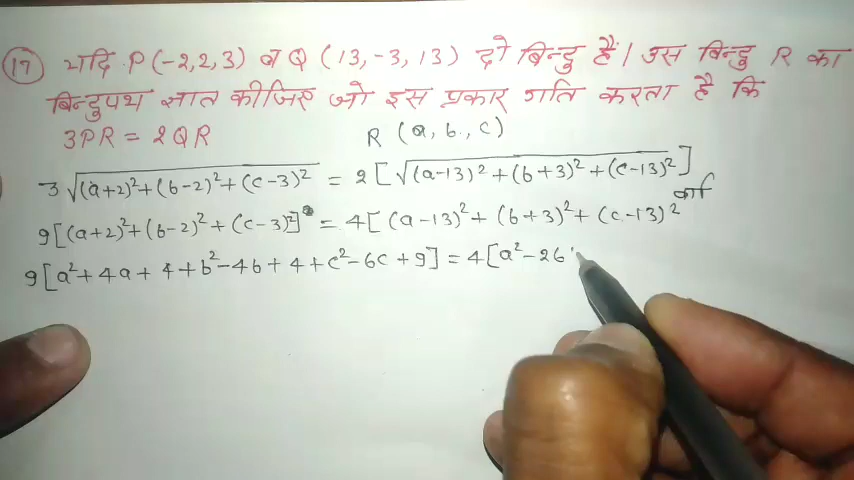 17 यदि P(-2,2,3) व Q (13,-3,13) दो बिन्दु हैं। उस बिन्दु R का
बिन्दुपथ ज्ञात कीजिए जो इस प्रकार गति करता है कि
3PR = 2QR R (a, b, c)
3√(a+2)²+(b-2)²+(c-3)² = 2[√(a-13)²+(b+3)²+(c-13)²]
वर्ग
9[(a+2)²+(b-2)²+(c-3)²] = 4[(a-13)²+(b+3)²+(c-13)²
9[a²+4a+4+b²-4b+4+c²-6c+9] = 4[a²-26